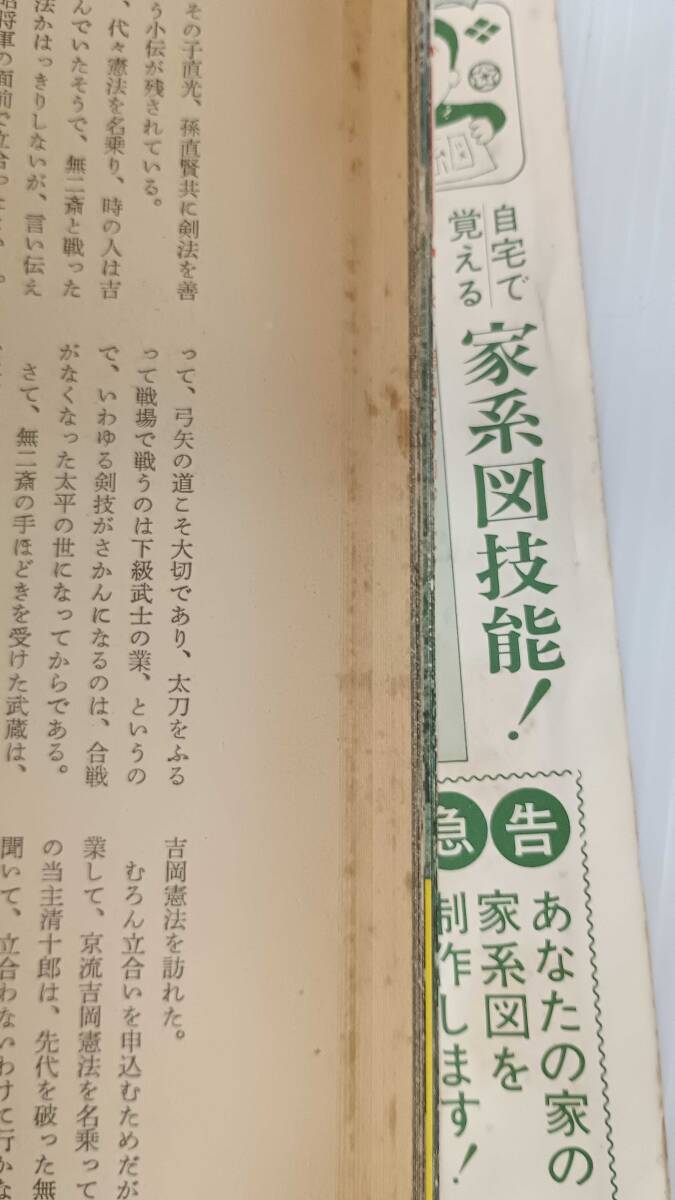 その子直光、孫直賢共に剣法を善
う小伝が残されている。
、代々憲法を名乗り、時の人は吉
んでいたそうで、無二斎と戦った
法かはっきりしないが、言い伝え
将軍の面前で立合った
って、弓矢の道こそ大切であり、太刀をふる
って戦場で戦うのは下級武士の業、というの
で、いわゆる剣技がさかんになるのは、合戦
がなくなった太平の世になってからである。
さて、無二斎の手ほどきを受けた武蔵は、
吉岡憲法を訪れた。
むろん立合いを申込むためだが
業して、京流吉岡憲法を名乗って
の当主清十郎は、先代を破った無
聞いて、立合わないわけて行かな
自宅で
覚える
家系図技能!
急告
あなたの家の
家系図を
制作します!